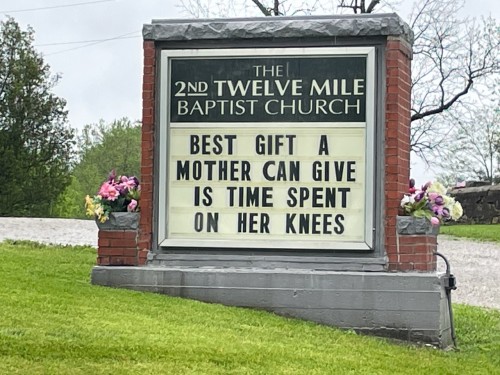 THE
2ND TWELVE MILE
BAPTIST CHURCH
BEST GIFT A
MOTHER CAN GIVE
IS TIME SPENT
ON HER KNEES